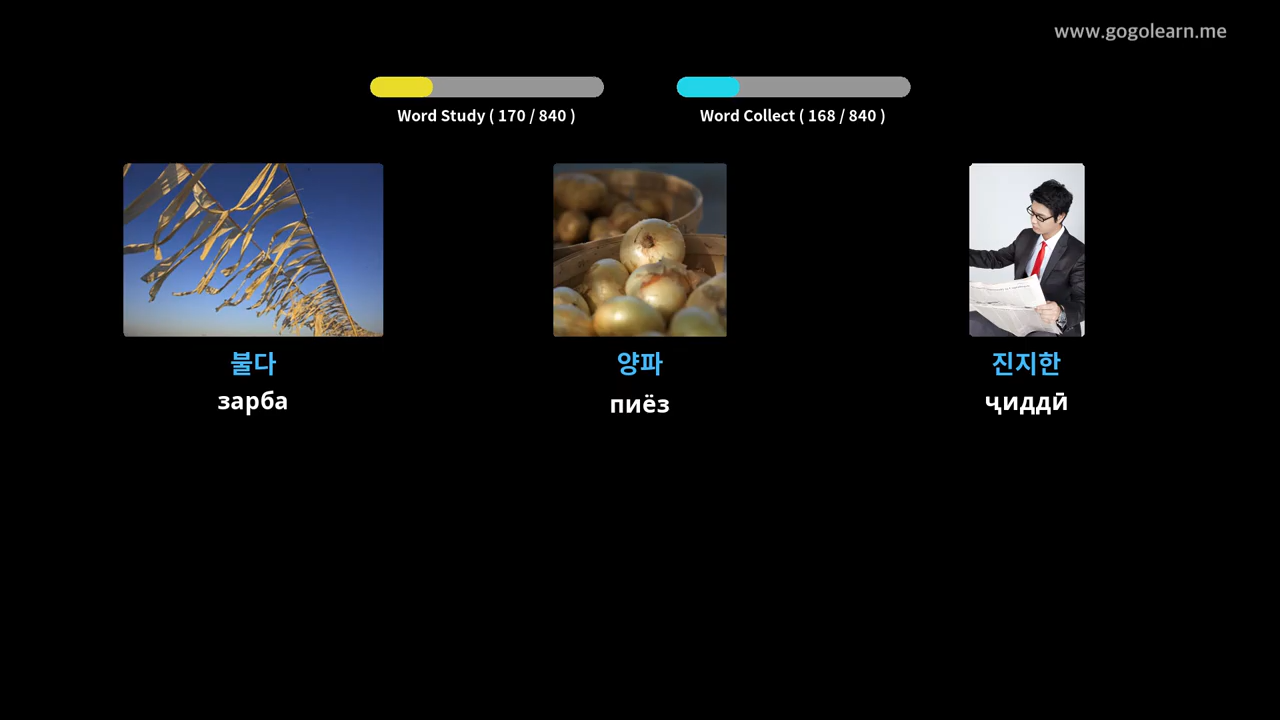 www.gogolearn.me
Word Study ( 170 / 840 )
Word Collect ( 168 / 840 )
불다
양파
진지한
зарба
пиёз
ҷиддӣ